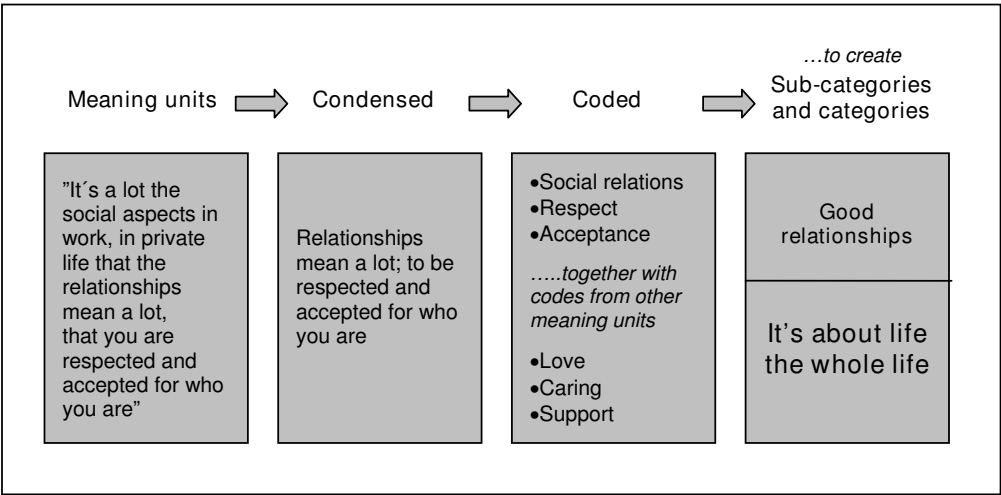 …to create
Meaning units
Condensed
Coded
Sub-categories
and categories
”It´s a lot the
social aspects in
work, in private
life that the
relationships
mean a lot,
that you are
respected and
accepted for who
you are”
Relationships
mean a lot; to be
respected and
accepted for who
you are
•Social relations
•Respect
•Acceptance
…..together with
codes from other
meaning units
•Love
•Caring
•Support
Good
relationships
It’s about life
the whole life